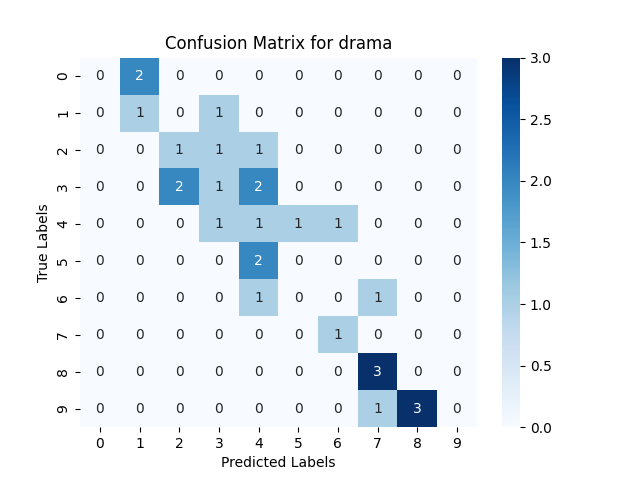 Confusion Matrix for drama
0 0 2 0 0 0 0 0 0 0 0 3.0
1 0 1 0 1 0 0 0 0 0 0 2.5
2 0 0 1 1 1 0 0 0 0 0
3 0 0 2 1 2 0 0 0 0 0 2.0
4 0 0 0 1 1 1 1 0 0 0 1.5
5 0 0 0 0 2 0 0 0 0 0
6 0 0 0 0 1 0 0 1 0 0 1.0
7 0 0 0 0 0 0 1 0 0 0
8 0 0 0 0 0 0 0 3 0 0 0.5
9 0 0 0 0 0 0 0 1 3 0 0.0
True Labels
0 1 2 3 4 5 6 7 8 9
Predicted Labels